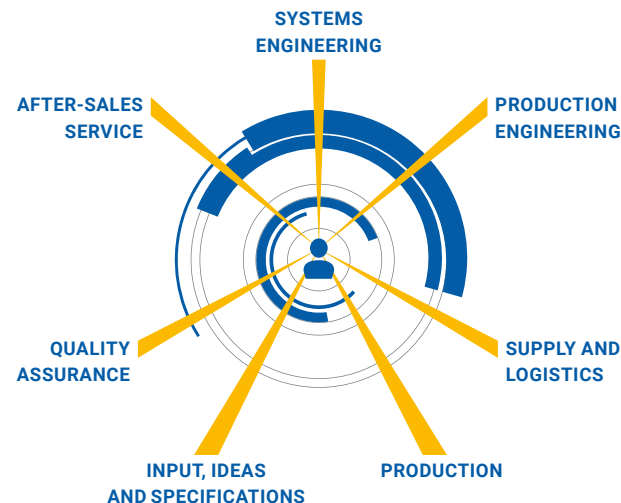 SYSTEMS
ENGINEERING
AFTER-SALES
SERVICE
PRODUCTION
ENGINEERING
QUALITY
ASSURANCE
SUPPLY AND
LOGISTICS
INPUT, IDEAS
AND SPECIFICATIONS
PRODUCTION